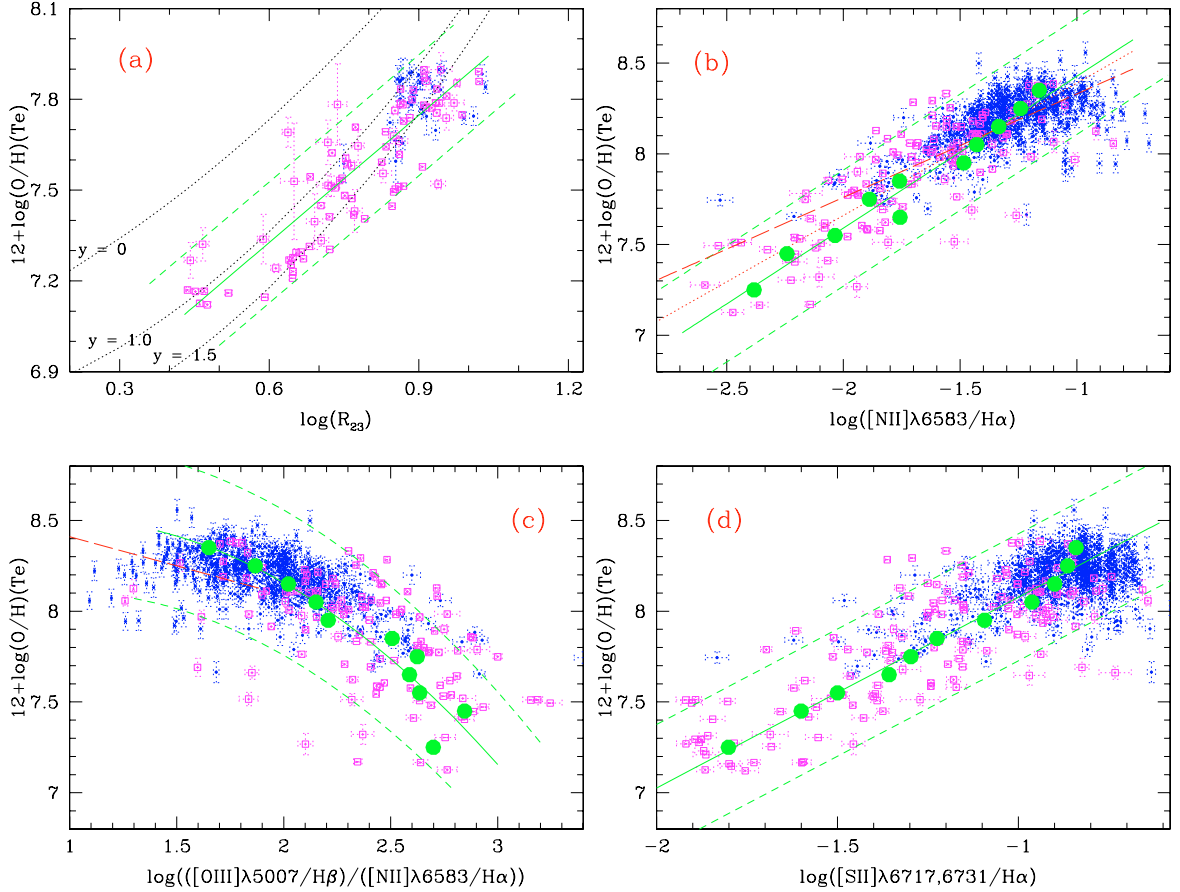 8.1
7.8
7.5
7.2
6.9
12+log(O/H)(Te)
(a)
y = 0
y = 1.0
y = 1.5
0.3
0.6
0.9
1.2
log(R₂₃)
8.5
8
7.5
7
12+log(O/H)(Te)
(b)
−2.5
−2
−1.5
−1
log([NII]λ6583/Hα)
8.5
8
7.5
7
12+log(O/H)(Te)
(c)
1
1.5
2
2.5
3
log(([OIII]λ5007/Hβ)/([NII]λ6583/Hα))
8.5
8
7.5
7
12+log(O/H)(Te)
(d)
−2
−1.5
−1
log([SII]λ6717,6731/Hα)